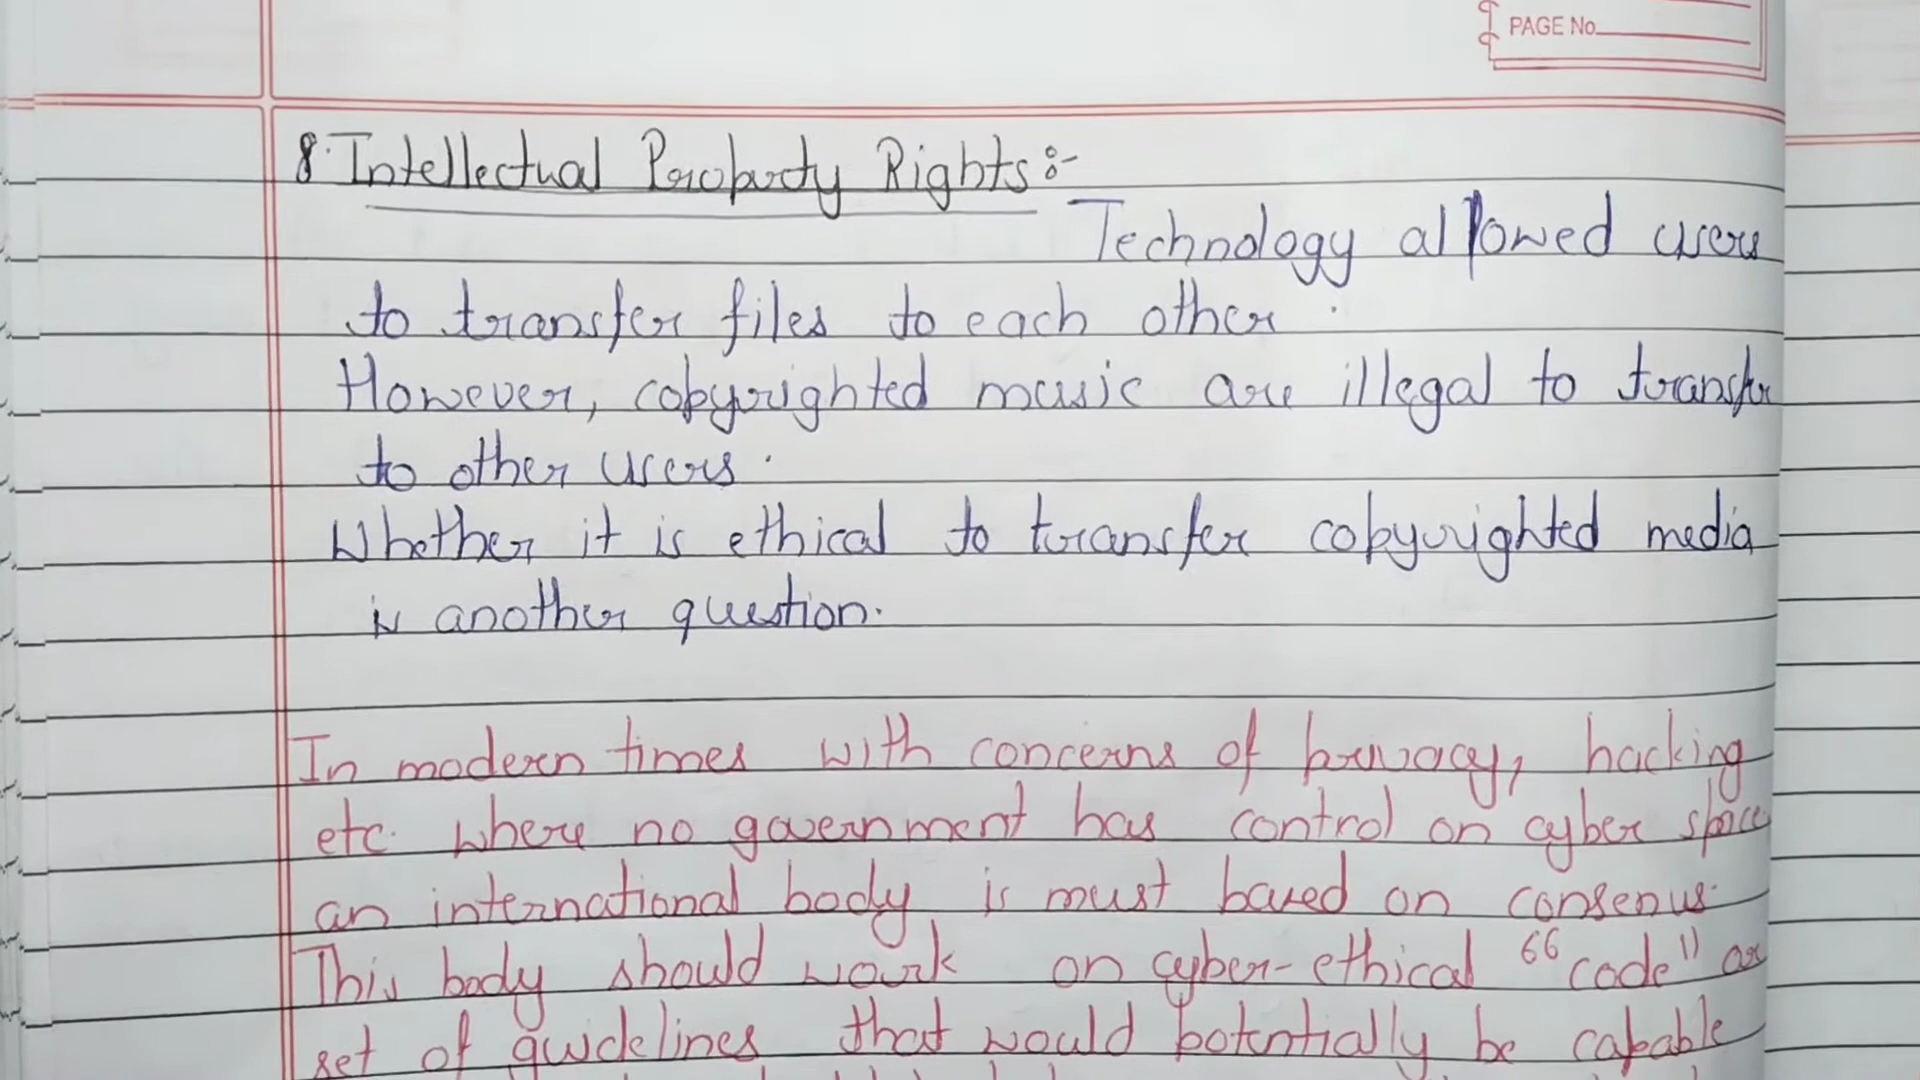 PAGE No.
8. Intellectual Property Rights:-
Technology allowed users
to transfer files to each other.
However, copyrighted music are illegal to transfer
to other users.
Whether it is ethical to transfer copyrighted media
is another question.
In modern times with concerns of privacy, hacking
etc. where no government has control on cyber space
an international body is must based on consenus.
This body should work on cyber-ethical "code" or
set of guidelines that would potentially be capable